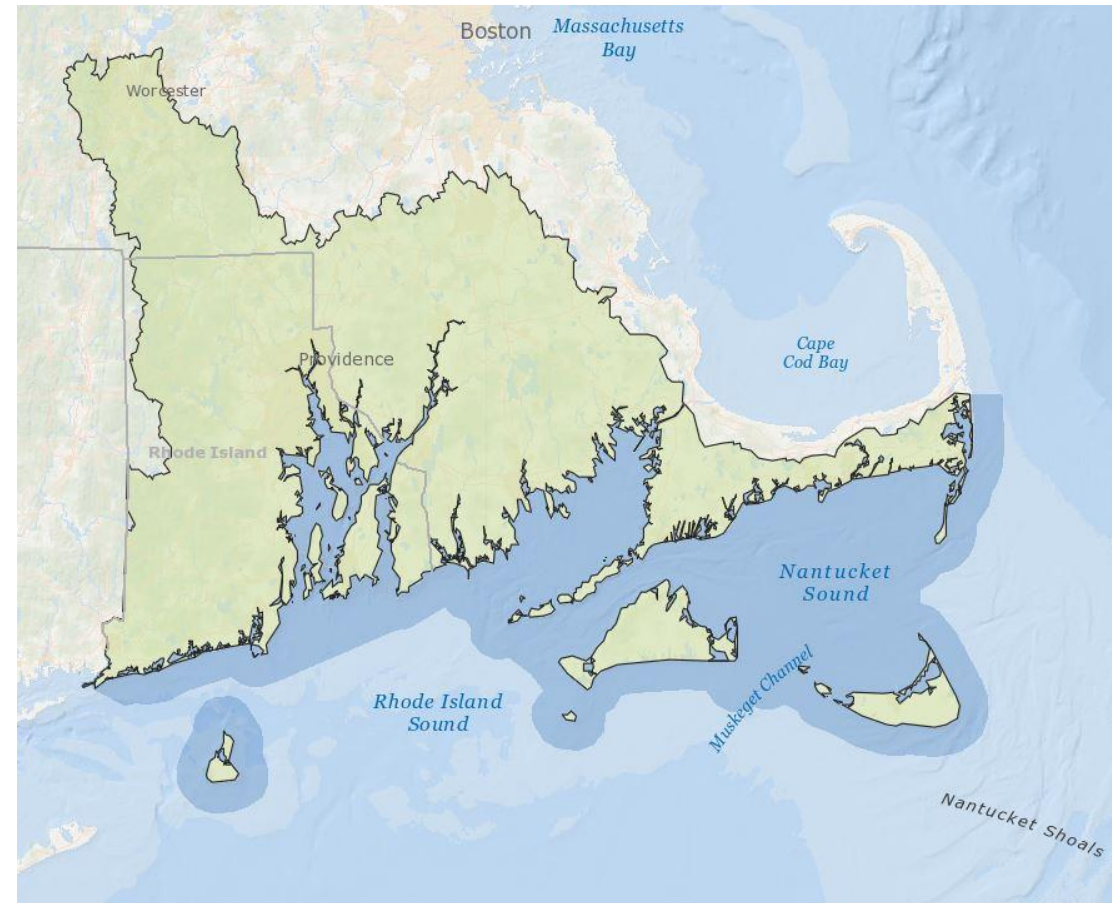 Boston
Massachusetts
Bay
Worcester
Cape
Cod Bay
Providence
Rhode Island
Nantucket
Sound
Rhode Island
Sound
Muskeget Channel
Nantucket Shoals